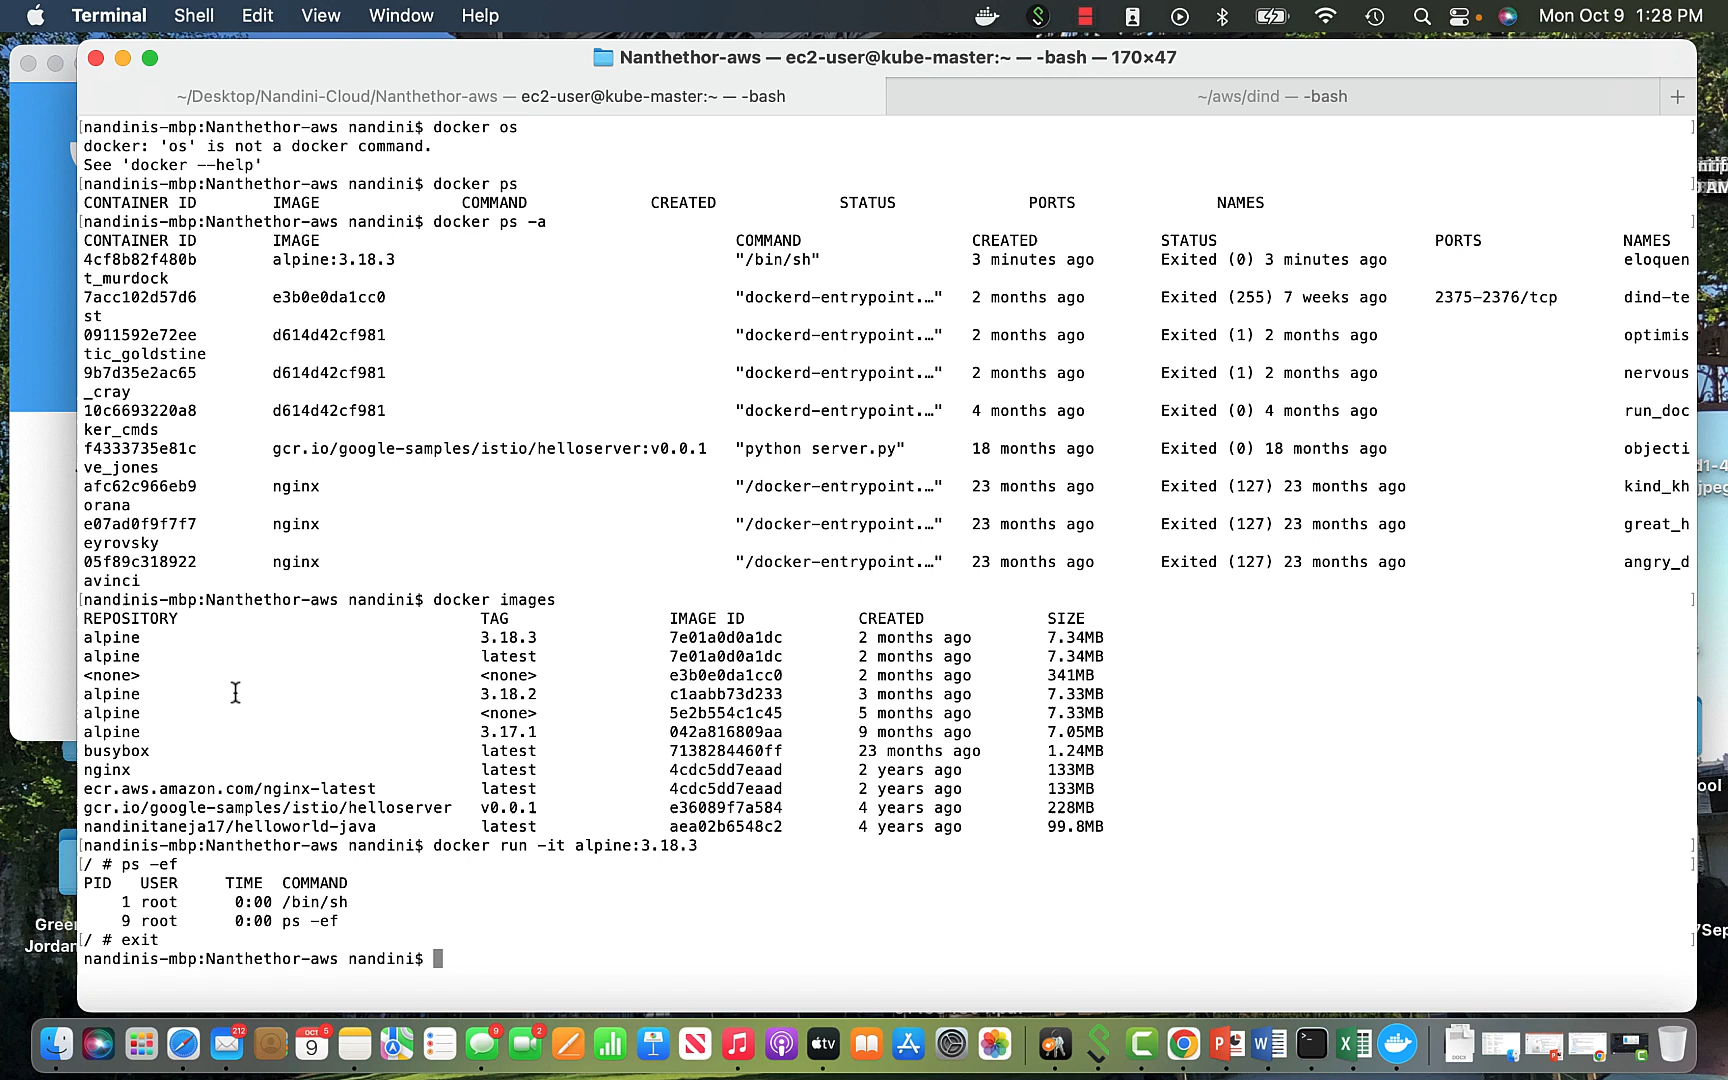 Terminal Shell Edit View Window Help Mon Oct 9 1:28 PM
Nanthethor-aws — ec2-user@kube-master:~ — -bash — 170×47
~/Desktop/Nandini-Cloud/Nanthethor-aws — ec2-user@kube-master:~ — -bash ~/aws/dind — -bash +
[nandinis-mbp:Nanthethor-aws nandini$ docker os ]
docker: 'os' is not a docker command.
See 'docker --help'
[nandinis-mbp:Nanthethor-aws nandini$ docker ps ]
CONTAINER ID IMAGE COMMAND CREATED STATUS PORTS NAMES
[nandinis-mbp:Nanthethor-aws nandini$ docker ps -a ]
CONTAINER ID IMAGE COMMAND CREATED STATUS PORTS NAMES
4cf8b82f480b alpine:3.18.3 "/bin/sh" 3 minutes ago Exited (0) 3 minutes ago eloquen
t_murdock
7acc102d57d6 e3b0e0da1cc0 "dockerd-entrypoint.…" 2 months ago Exited (255) 7 weeks ago 2375-2376/tcp dind-te
st
0911592e72ee d614d42cf981 "dockerd-entrypoint.…" 2 months ago Exited (1) 2 months ago optimis
tic_goldstine
9b7d35e2ac65 d614d42cf981 "dockerd-entrypoint.…" 2 months ago Exited (1) 2 months ago nervous
_cray
10c6693220a8 d614d42cf981 "dockerd-entrypoint.…" 4 months ago Exited (0) 4 months ago run_doc
ker_cmds
f4333735e81c gcr.io/google-samples/istio/helloserver:v0.0.1 "python server.py" 18 months ago Exited (0) 18 months ago objecti
ve_jones
afc62c966eb9 nginx "/docker-entrypoint.…" 23 months ago Exited (127) 23 months ago kind_kh
orana
e07ad0f9f7f7 nginx "/docker-entrypoint.…" 23 months ago Exited (127) 23 months ago great_h
eyrovsky
05f89c318922 nginx "/docker-entrypoint.…" 23 months ago Exited (127) 23 months ago angry_d
avinci
[nandinis-mbp:Nanthethor-aws nandini$ docker images ]
REPOSITORY TAG IMAGE ID CREATED SIZE
alpine 3.18.3 7e01a0d0a1dc 2 months ago 7.34MB
alpine latest 7e01a0d0a1dc 2 months ago 7.34MB
<none> <none> e3b0e0da1cc0 2 months ago 341MB
alpine 3.18.2 c1aabb73d233 3 months ago 7.33MB
alpine <none> 5e2b554c1c45 5 months ago 7.33MB
alpine 3.17.1 042a816809aa 9 months ago 7.05MB
busybox latest 7138284460ff 23 months ago 1.24MB
nginx latest 4cdc5dd7eaad 2 years ago 133MB
ecr.aws.amazon.com/nginx-latest latest 4cdc5dd7eaad 2 years ago 133MB
gcr.io/google-samples/istio/helloserver v0.0.1 e36089f7a584 4 years ago 228MB
nandinitaneja17/helloworld-java latest aea02b6548c2 4 years ago 99.8MB
[nandinis-mbp:Nanthethor-aws nandini$ docker run -it alpine:3.18.3 ]
[/ # ps -ef ]
PID USER TIME COMMAND
1 root 0:00 /bin/sh
9 root 0:00 ps -ef
[/ # exit ]
nandinis-mbp:Nanthethor-aws nandini$
Gree
Jordan
d1-4
jpeg
ool
7Sep
212 OCT 5 9 9 2 tv